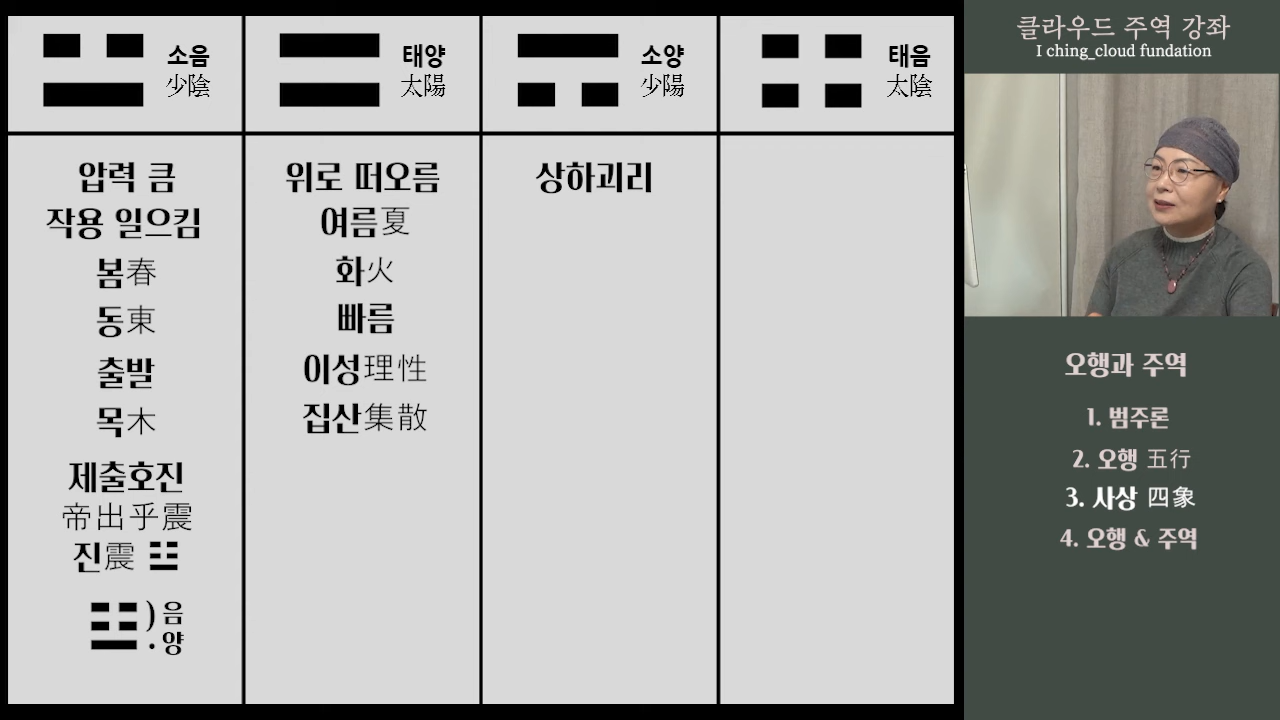 소음
少陰
압력 큼
작용 일으킴
봄春
동東
출발
목木
제출호진
帝出乎震
진震 ☳
) 음
· 양
태양
太陽
위로 떠오름
여름夏
화火
빠름
이성理性
집산集散
소양
少陽
상하괴리
태음
太陰
클라우드 주역 강좌
I ching_cloud fundation
오행과 주역
1. 범주론
2. 오행 五行
3. 사상 四象
4. 오행 & 주역